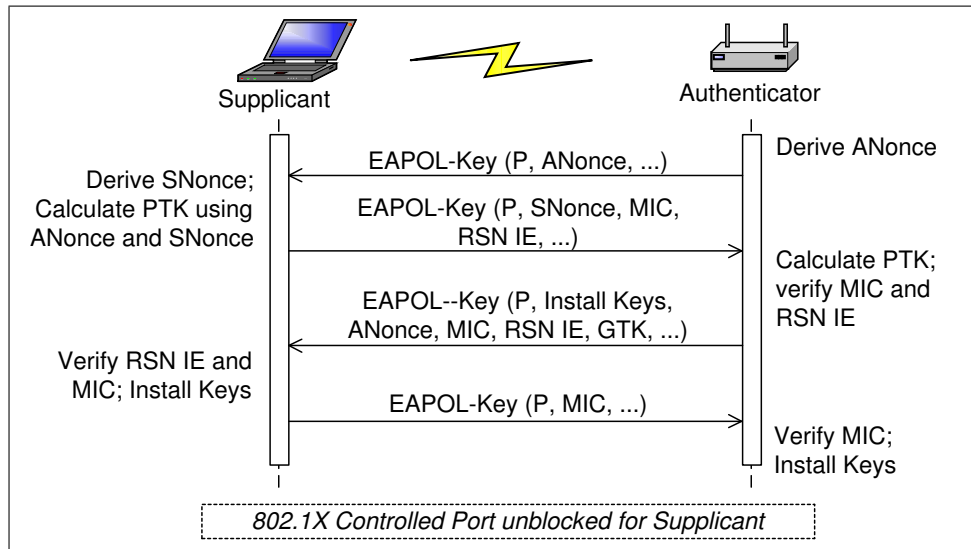 Supplicant
Authenticator
Derive ANonce
EAPOL-Key (P, ANonce, ...)
Derive SNonce;
Calculate PTK using
ANonce and SNonce
EAPOL-Key (P, SNonce, MIC,
RSN IE, ...)
Calculate PTK;
verify MIC and
RSN IE
EAPOL--Key (P, Install Keys,
ANonce, MIC, RSN IE, GTK, ...)
Verify RSN IE and
MIC; Install Keys
EAPOL-Key (P, MIC, ...)
Verify MIC;
Install Keys
802.1X Controlled Port unblocked for Supplicant